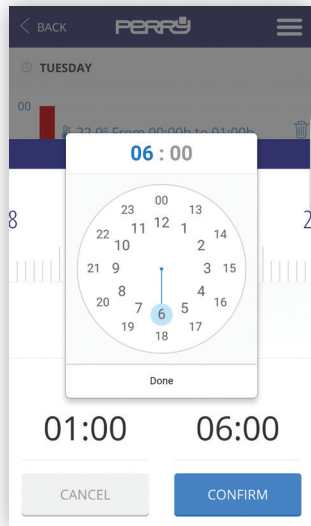 BACK
PERRY
TUESDAY
00
22.0° From 00:00h to 01:00h
06 : 00
8
2
00
23 13
11 12 1
22 14
10 2
21 9 3 15
8 4
20 16
7 6 5
19 17
18
Done
01:00 06:00
CANCEL CONFIRM